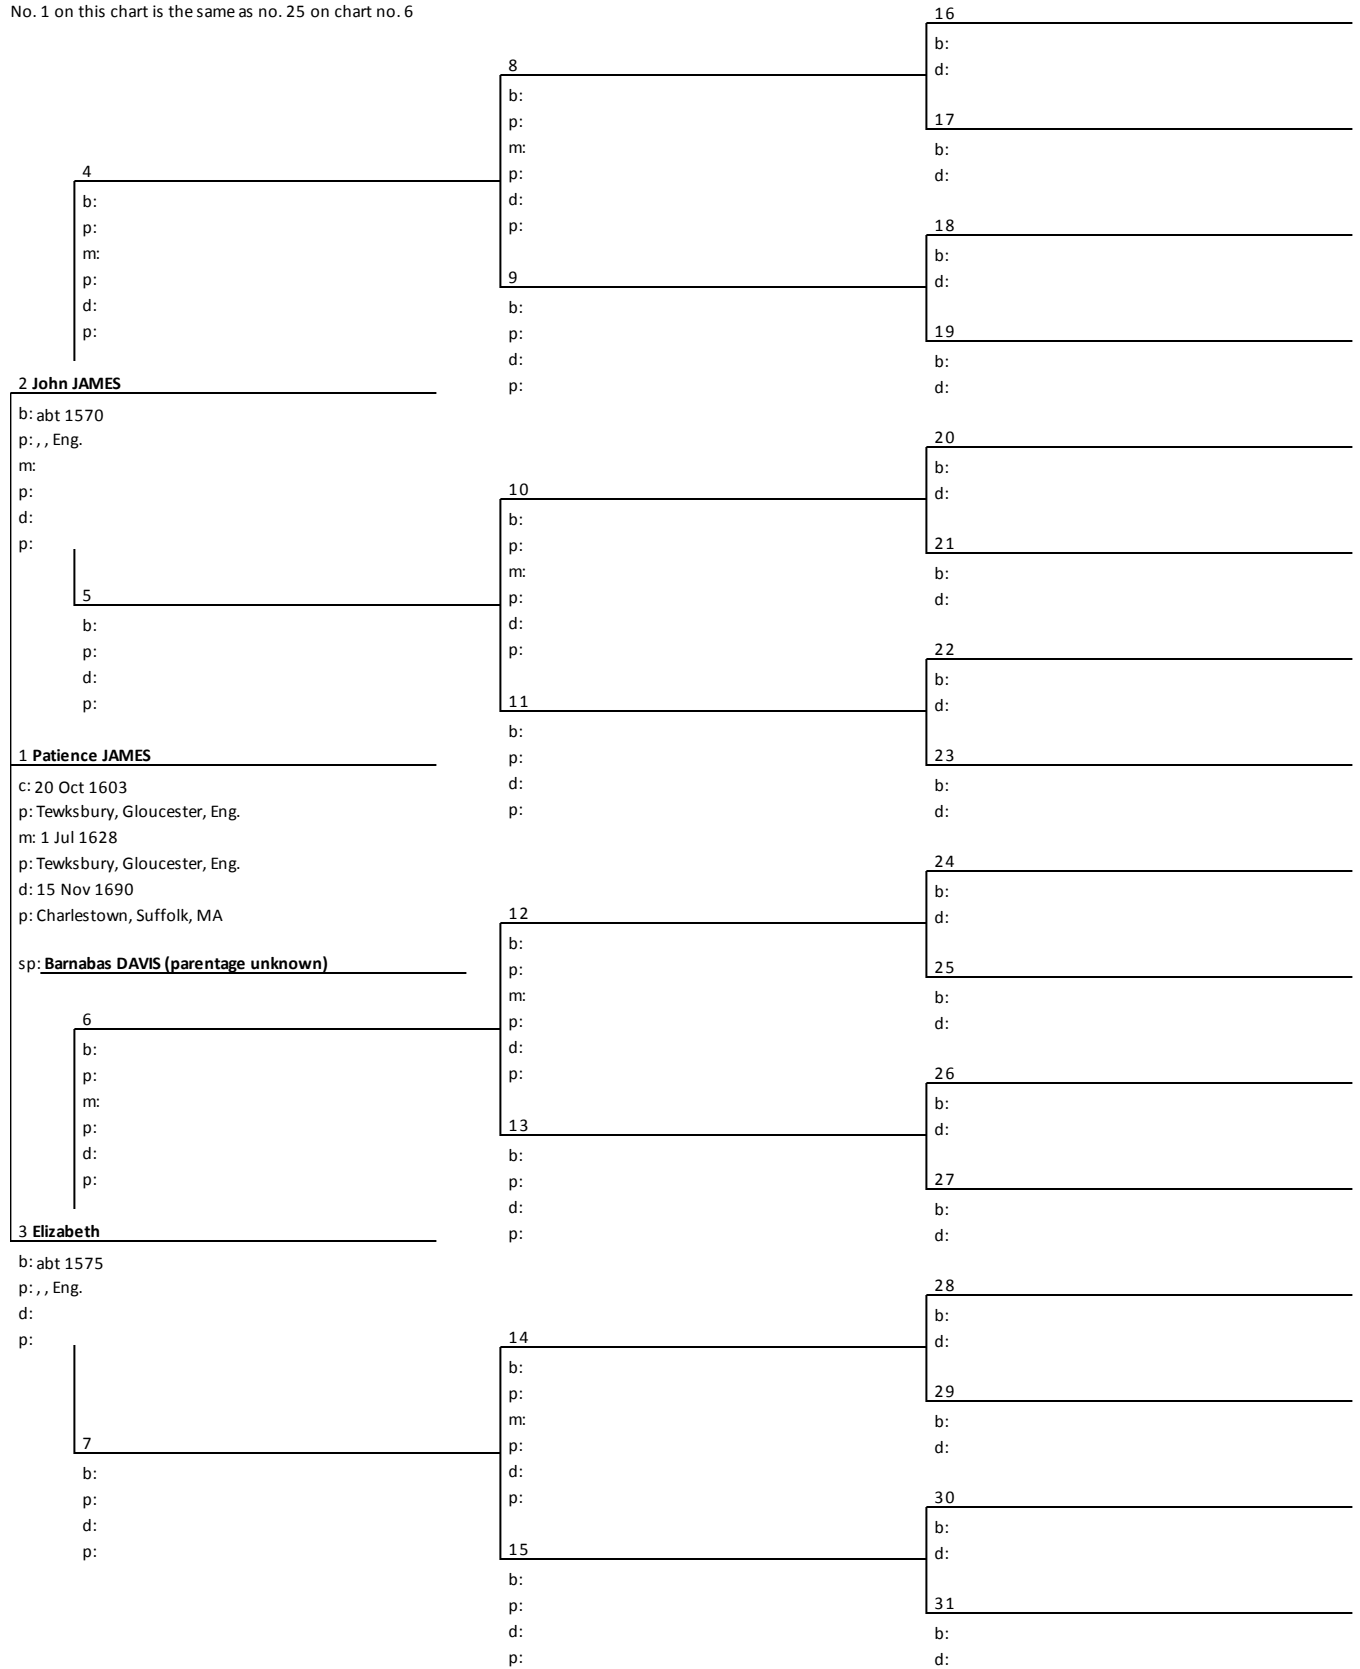 No. 1 on this chart is the same as no. 25 on chart no. 6
4
b:
p:
m:
p:
d:
p:
2 John JAMES
b: abt 1570
p: , , Eng.
m:
p:
d:
p:
5
b:
p:
d:
p:
1 Patience JAMES
c: 20 Oct 1603
p: Tewksbury, Gloucester, Eng.
m: 1 Jul 1628
p: Tewksbury, Gloucester, Eng.
d: 15 Nov 1690
p: Charlestown, Suffolk, MA
sp: Barnabas DAVIS (parentage unknown)
6
b:
p:
m:
p:
d:
p:
3 Elizabeth
b: abt 1575
p: , , Eng.
d:
p:
7
b:
p:
d:
p:
8
b:
p:
m:
p:
d:
p:
9
b:
p:
d:
p:
10
b:
p:
m:
p:
d:
p:
11
b:
p:
d:
p:
12
b:
p:
m:
p:
d:
p:
13
b:
p:
d:
p:
14
b:
p:
m:
p:
d:
p:
15
b:
p:
d:
p:
16
b:
d:
17
b:
d:
18
b:
d:
19
b:
d:
20
b:
d:
21
b:
d:
22
b:
d:
23
b:
d:
24
b:
d:
25
b:
d:
26
b:
d:
27
b:
d:
28
b:
d:
29
b:
d:
30
b:
d:
31
b:
d: